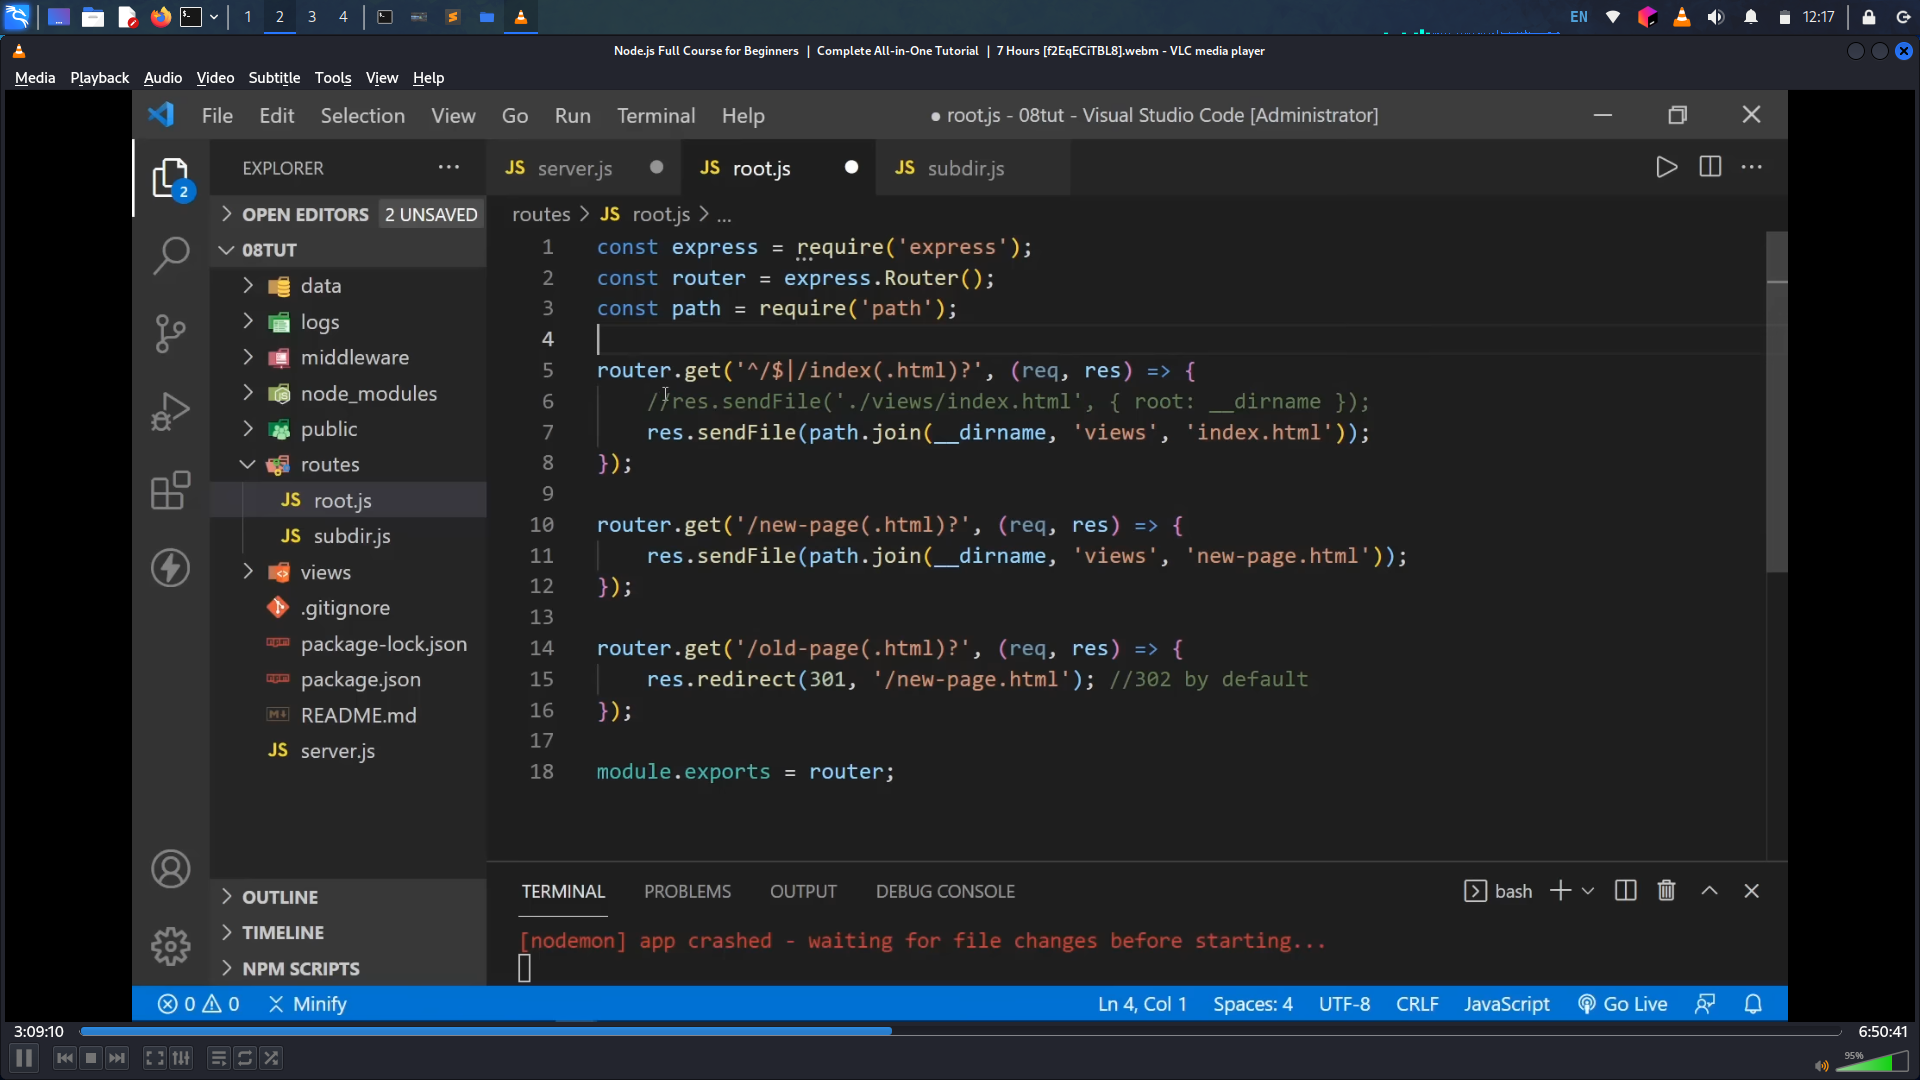 1 2 3 4 EN 12:17
Node.js Full Course for Beginners | Complete All-in-One Tutorial | 7 Hours [f2EqECiTBL8].webm - VLC media player
Media Playback Audio Video Subtitle Tools View Help
File Edit Selection View Go Run Terminal Help ● root.js - 08tut - Visual Studio Code [Administrator]
EXPLORER ··· JS server.js JS root.js JS subdir.js ···
2
OPEN EDITORS 2 UNSAVED
routes > JS root.js > ...
08TUT
data
logs
middleware
node_modules
public
routes
JS root.js
JS subdir.js
views
.gitignore
package-lock.json
package.json
README.md
JS server.js
OUTLINE
TIMELINE
NPM SCRIPTS
1 const express = require('express');
2 const router = express.Router();
3 const path = require('path');
4
5 router.get('^/$|/index(.html)?', (req, res) => {
6 //res.sendFile('./views/index.html', { root: __dirname });
7 res.sendFile(path.join(__dirname, 'views', 'index.html'));
8 });
9
10 router.get('/new-page(.html)?', (req, res) => {
11 res.sendFile(path.join(__dirname, 'views', 'new-page.html'));
12 });
13
14 router.get('/old-page(.html)?', (req, res) => {
15 res.redirect(301, '/new-page.html'); //302 by default
16 });
17
18 module.exports = router;
TERMINAL PROBLEMS OUTPUT DEBUG CONSOLE bash
[nodemon] app crashed - waiting for file changes before starting...
0 0 Minify Ln 4, Col 1 Spaces: 4 UTF-8 CRLF JavaScript Go Live
3:09:10 6:50:41
95%